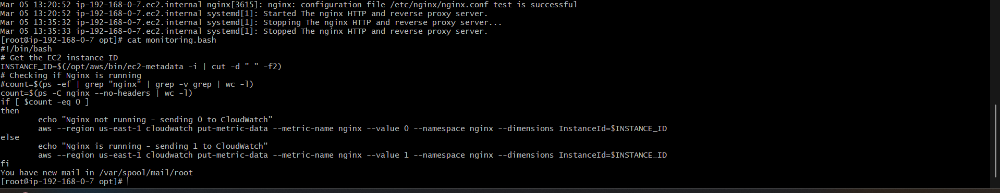 Mar 05 13:20:52 ip-192-168-0-7.ec2.internal nginx[3615]: nginx: configuration file /etc/nginx/nginx.conf test is successful
Mar 05 13:20:52 ip-192-168-0-7.ec2.internal systemd[1]: Started The nginx HTTP and reverse proxy server.
Mar 05 13:35:32 ip-192-168-0-7.ec2.internal systemd[1]: Stopping The nginx HTTP and reverse proxy server...
Mar 05 13:35:33 ip-192-168-0-7.ec2.internal systemd[1]: Stopped The nginx HTTP and reverse proxy server.
[root@ip-192-168-0-7 opt]# cat monitoring.bash
#!/bin/bash
# Get the EC2 instance ID
INSTANCE_ID=$(/opt/aws/bin/ec2-metadata -i | cut -d " " -f2)
# Checking if Nginx is running
#count=$(ps -ef | grep "nginx" | grep -v grep | wc -l)
count=$(ps -C nginx --no-headers | wc -l)
if [ $count -eq 0 ]
then
        echo "Nginx not running - sending 0 to CloudWatch"
        aws --region us-east-1 cloudwatch put-metric-data --metric-name nginx --value 0 --namespace nginx --dimensions InstanceId=$INSTANCE_ID
else
        echo "Nginx is running - sending 1 to CloudWatch"
        aws --region us-east-1 cloudwatch put-metric-data --metric-name nginx --value 1 --namespace nginx --dimensions InstanceId=$INSTANCE_ID
fi
You have new mail in /var/spool/mail/root
[root@ip-192-168-0-7 opt]#